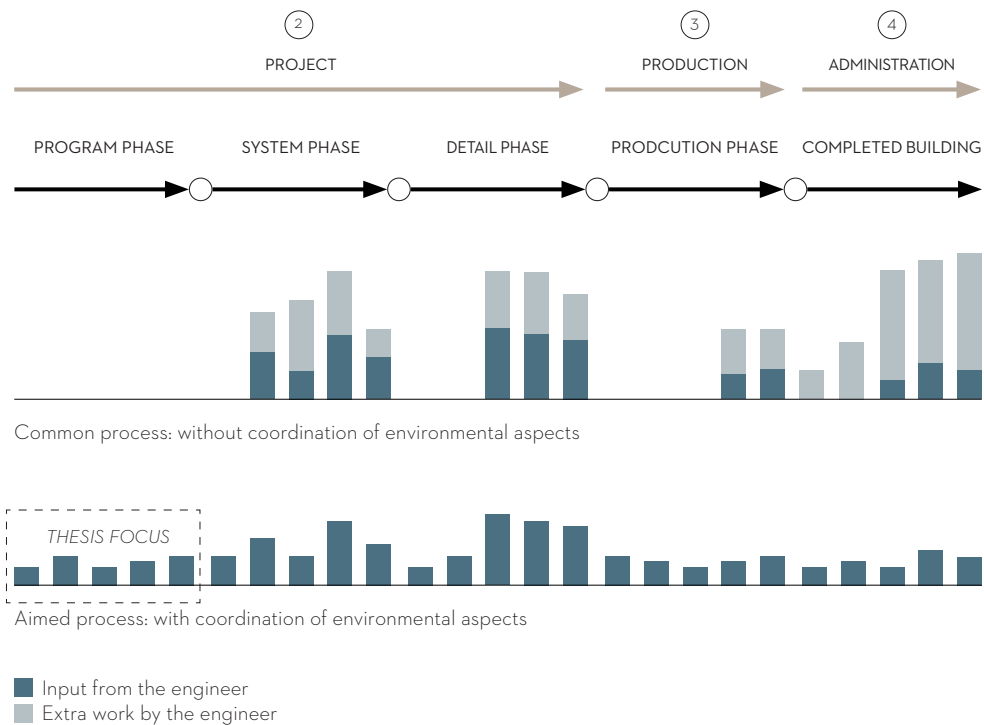 2
3
4
PROJECT
PRODUCTION
ADMINISTRATION
PROGRAM PHASE
SYSTEM PHASE
DETAIL PHASE
PRODCUTION PHASE
COMPLETED BUILDING
Common process: without coordination of environmental aspects
THESIS FOCUS
Aimed process: with coordination of environmental aspects
Input from the engineer
Extra work by the engineer